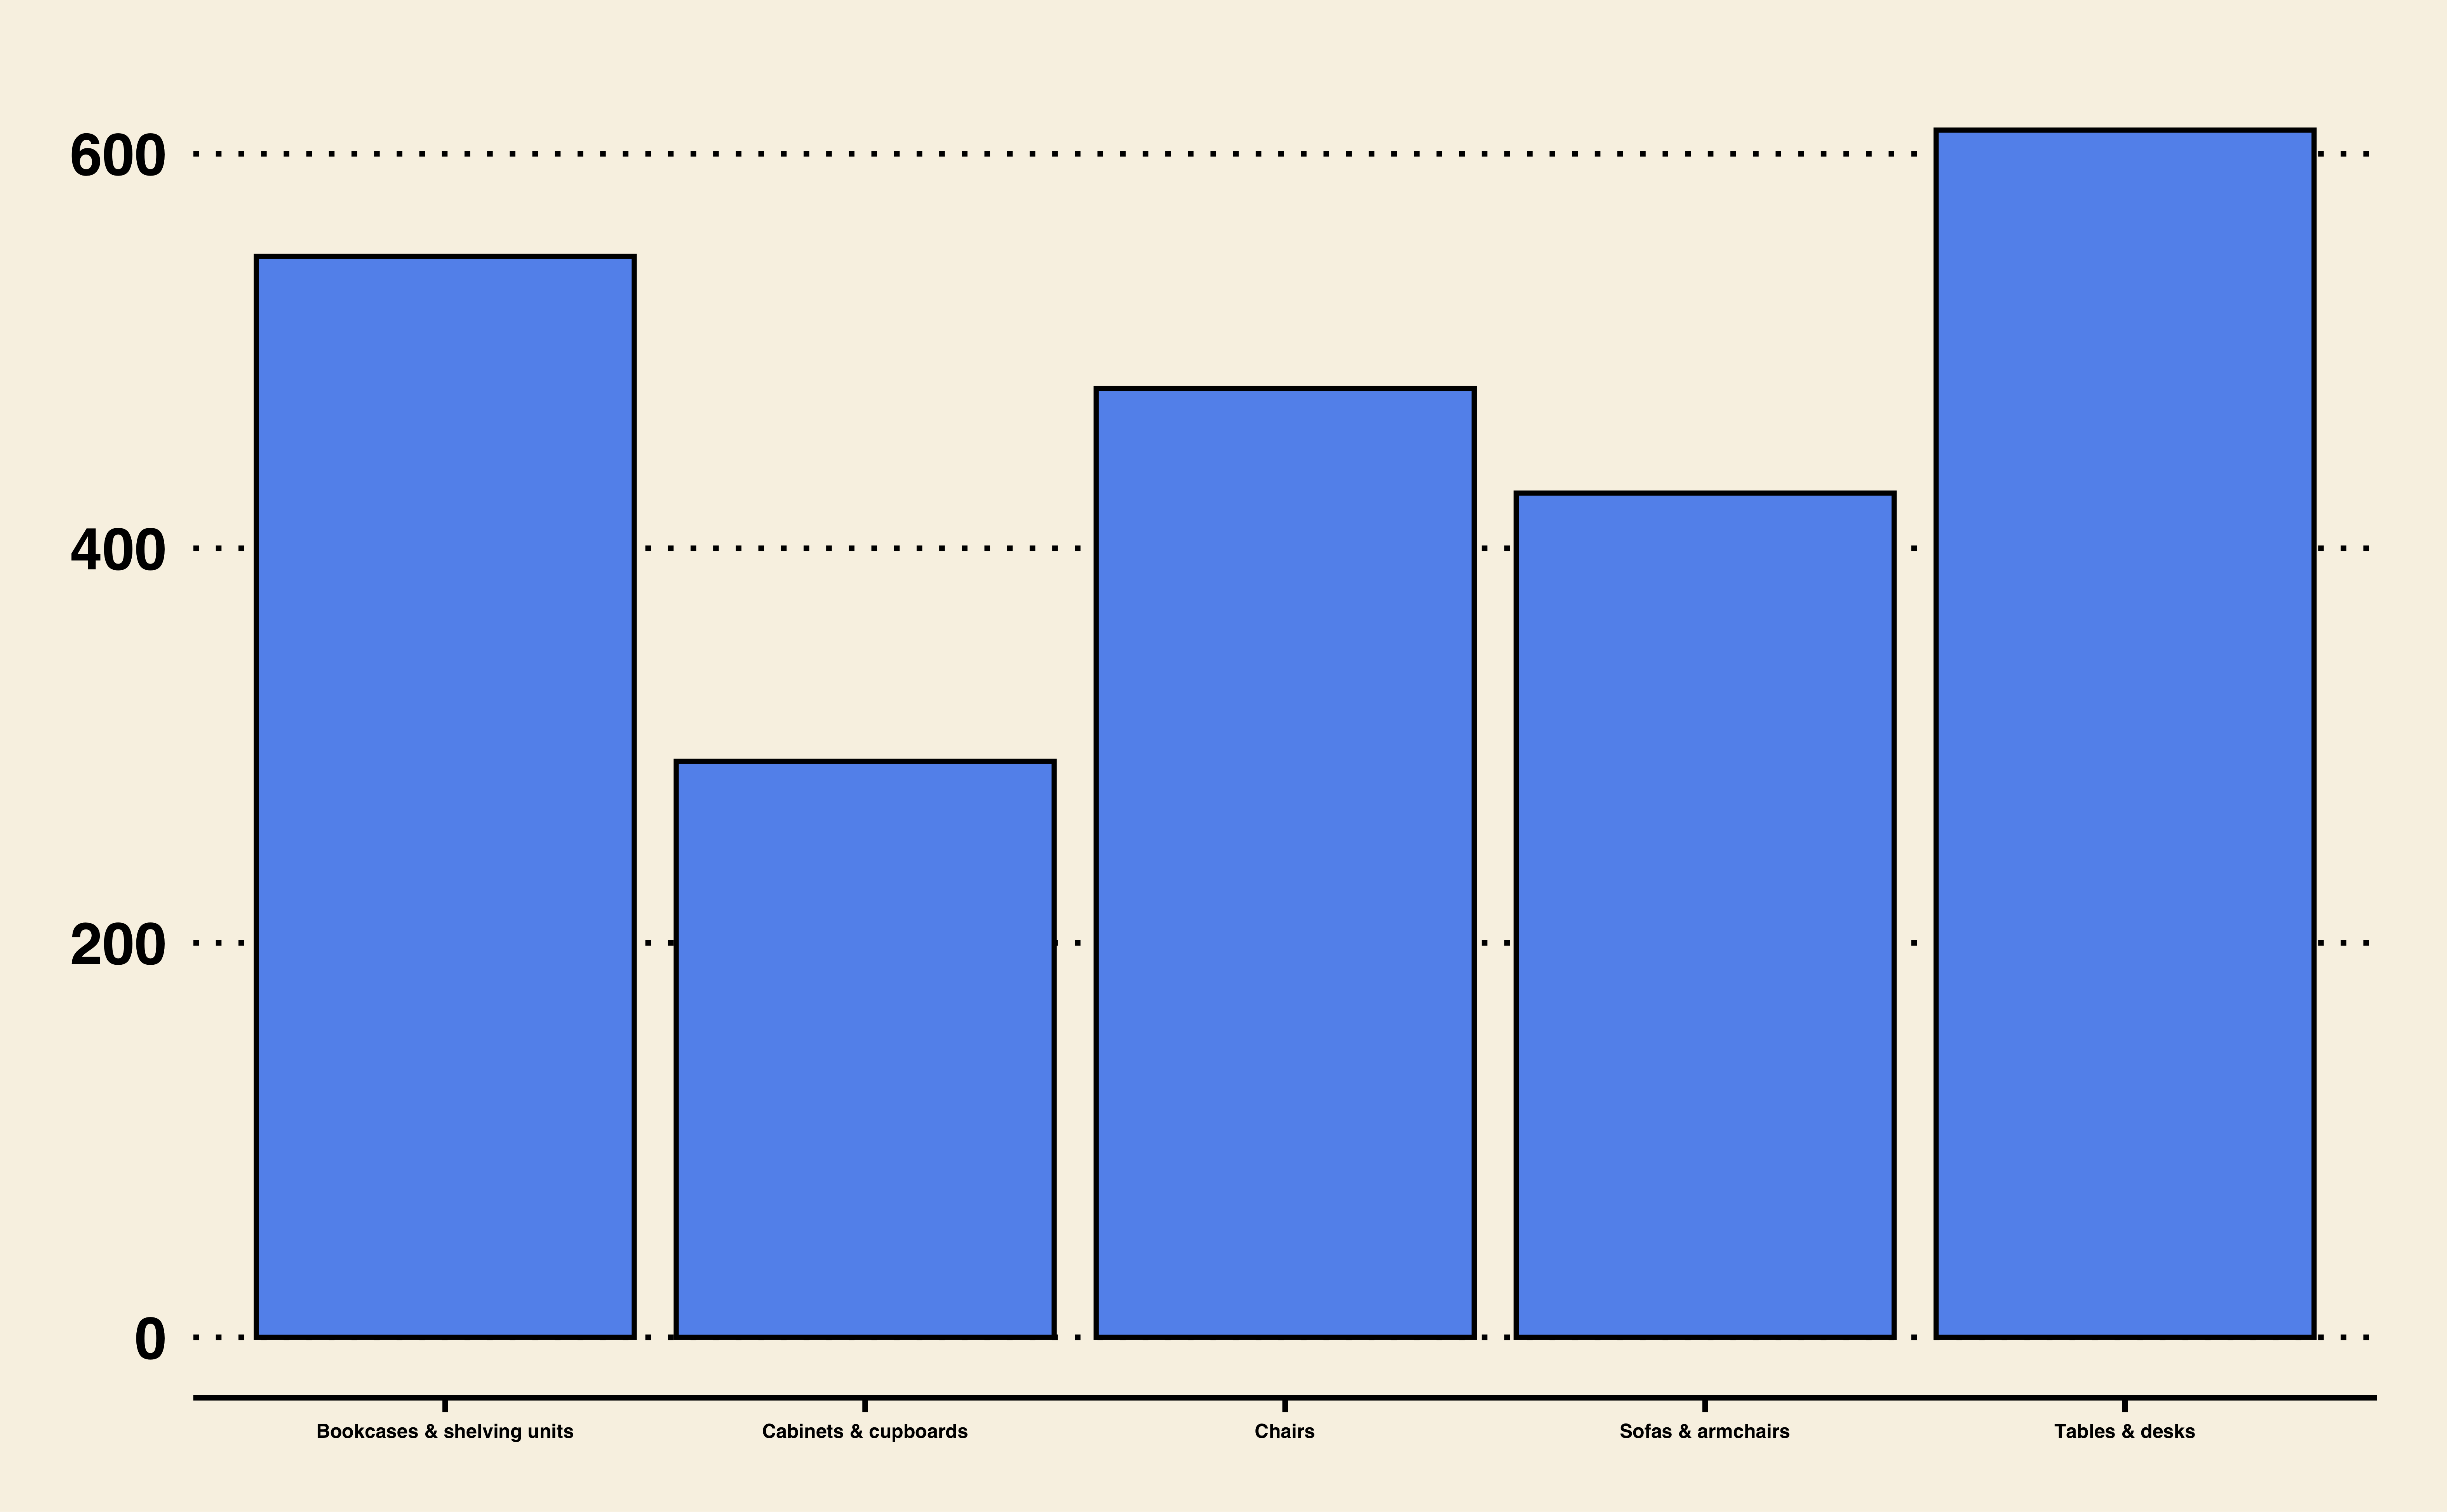 600
400
200
0
Bookcases & shelving units
Cabinets & cupboards
Chairs
Sofas & armchairs
Tables & desks